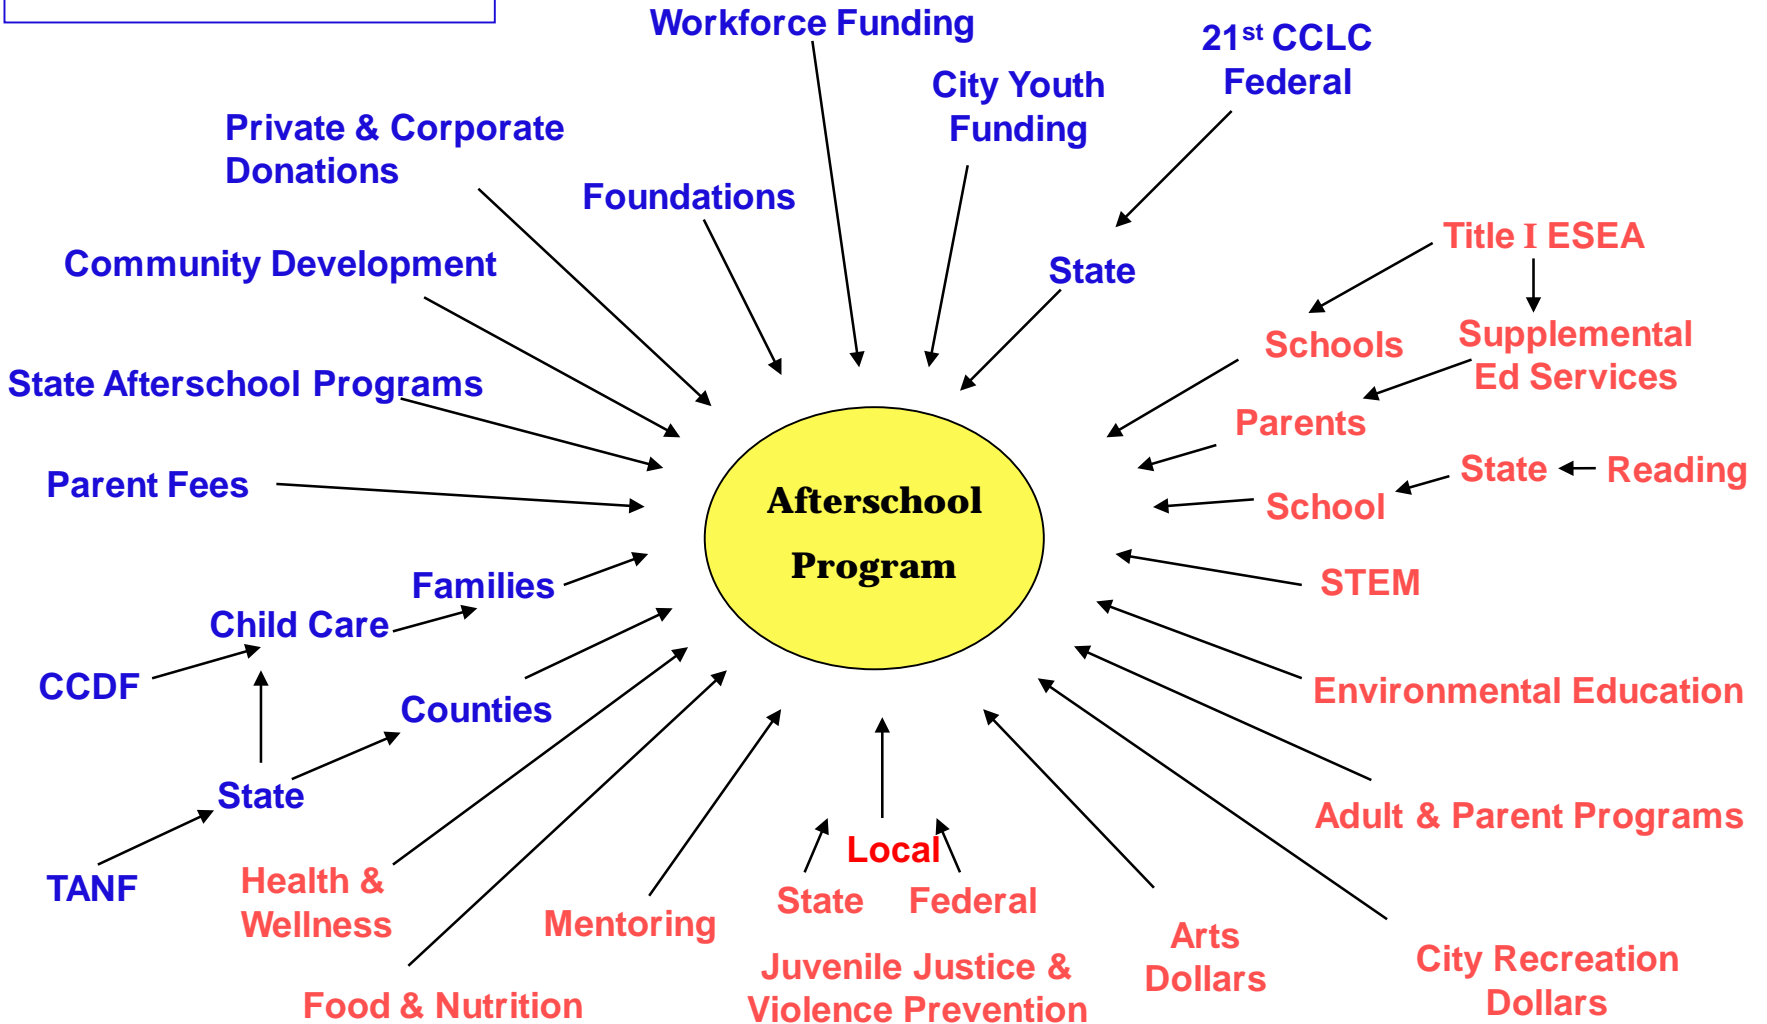 Workforce Funding
21st CCLC
Federal
City Youth
Funding
Private & Corporate
Donations
Foundations
Community Development
State
Title I ESEA
Schools
Supplemental
Ed Services
State Afterschool Programs
Parents
Parent Fees
State
Reading
School
Afterschool
Program
Families
STEM
Child Care
CCDF
Counties
Environmental Education
State
Adult & Parent Programs
TANF
Local
Health &
Wellness
State
Federal
Mentoring
Arts
Dollars
City Recreation
Dollars
Juvenile Justice &
Violence Prevention
Food & Nutrition